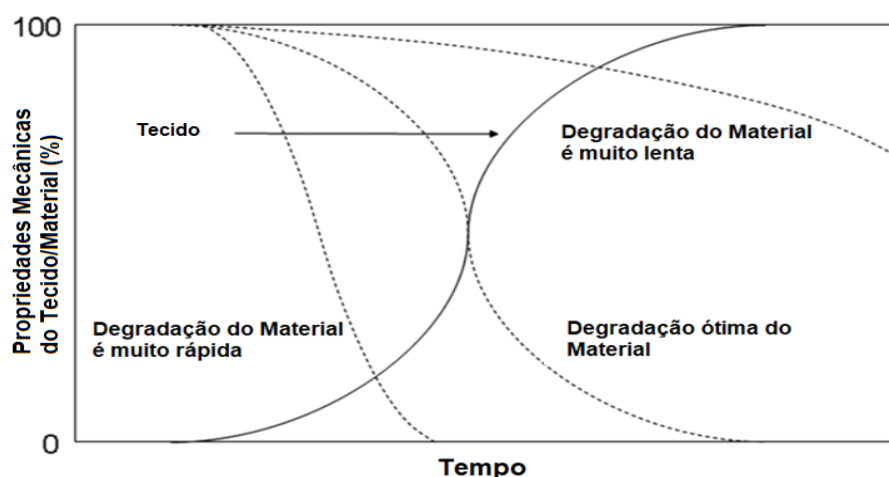 100
Propriedades Mecânicas
do Tecido/Material (%)
Tecido
Degradação do Material
é muito lenta
Degradação do Material
é muito rápida
Degradação ótima do
Material
0
Tempo